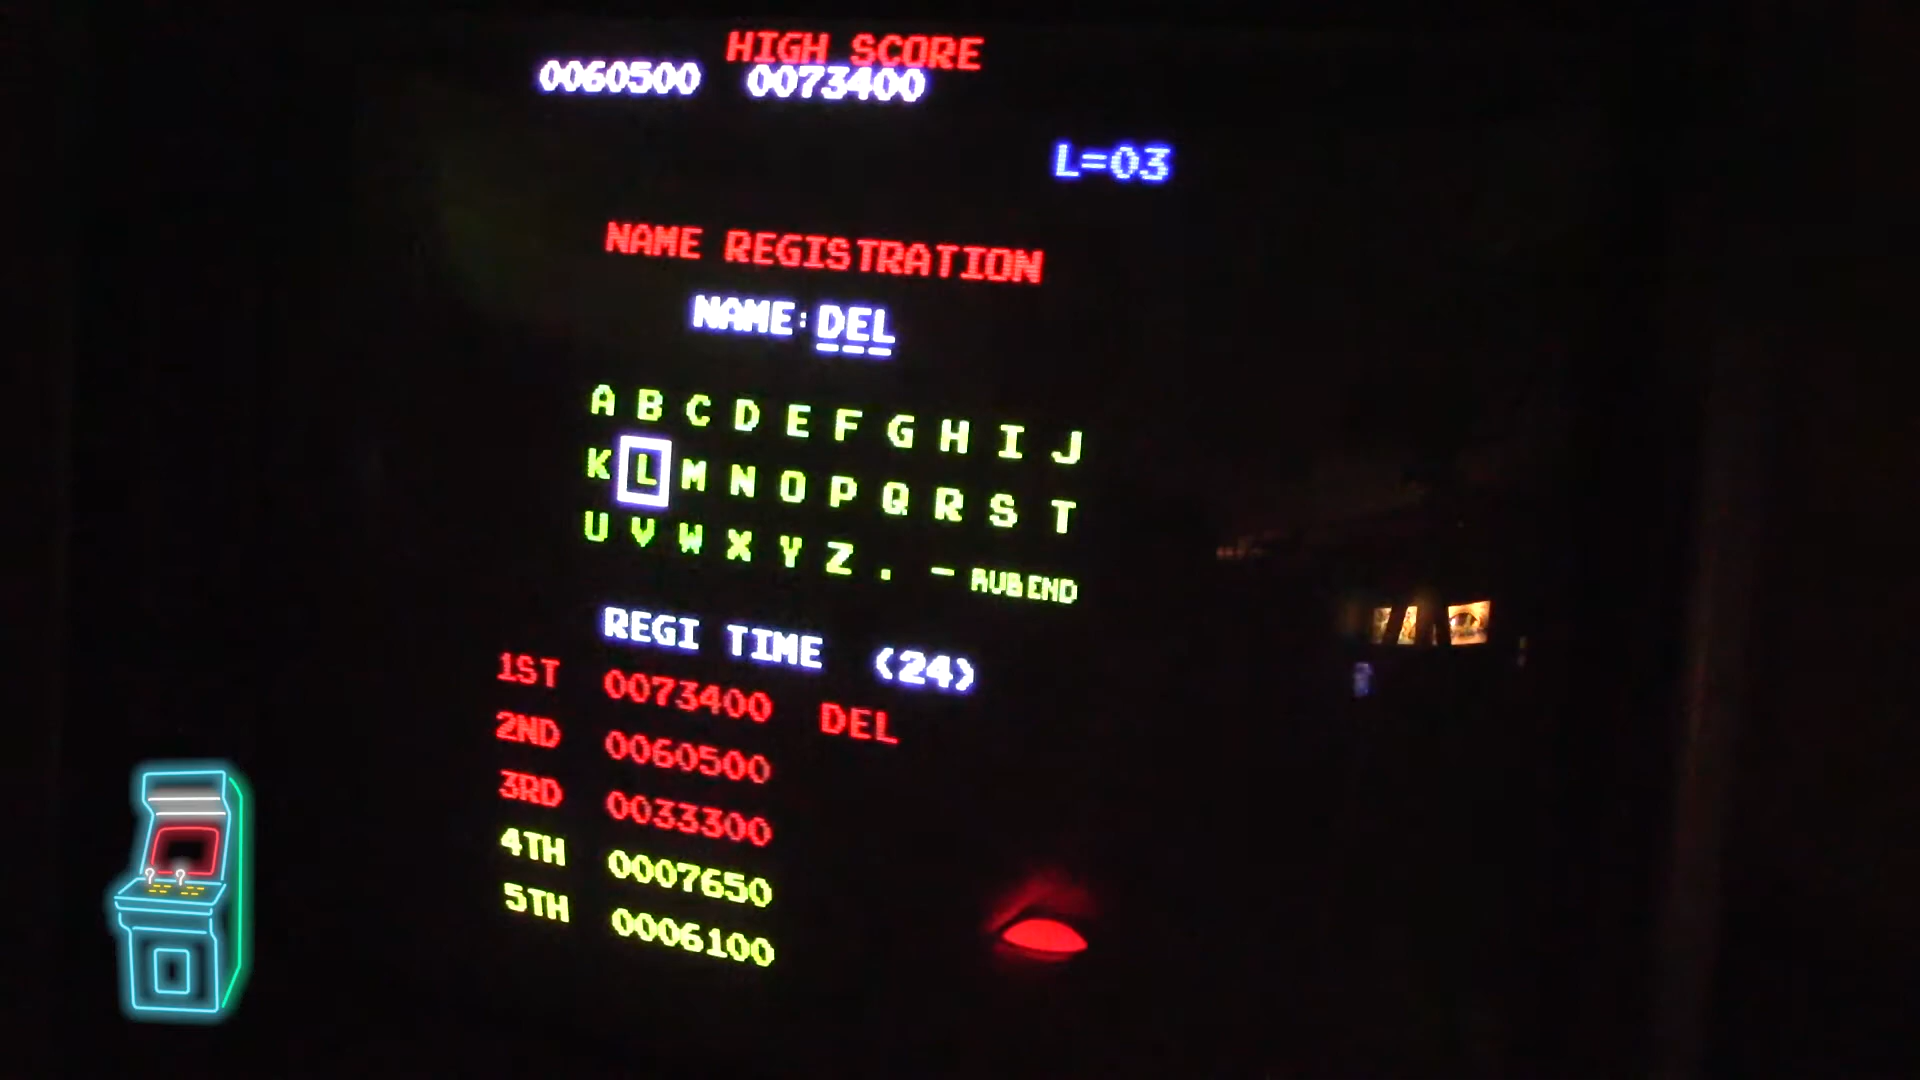 HIGH SCORE
0060500 0073400
L=03
NAME REGISTRATION
NAME:DEL
A B C D E F G H I J
K L M N O P Q R S T
U V W X Y Z . - RUB END
REGI TIME (24)
1ST 0073400 DEL
2ND 0060500
3RD 0033300
4TH 0007650
5TH 0006100